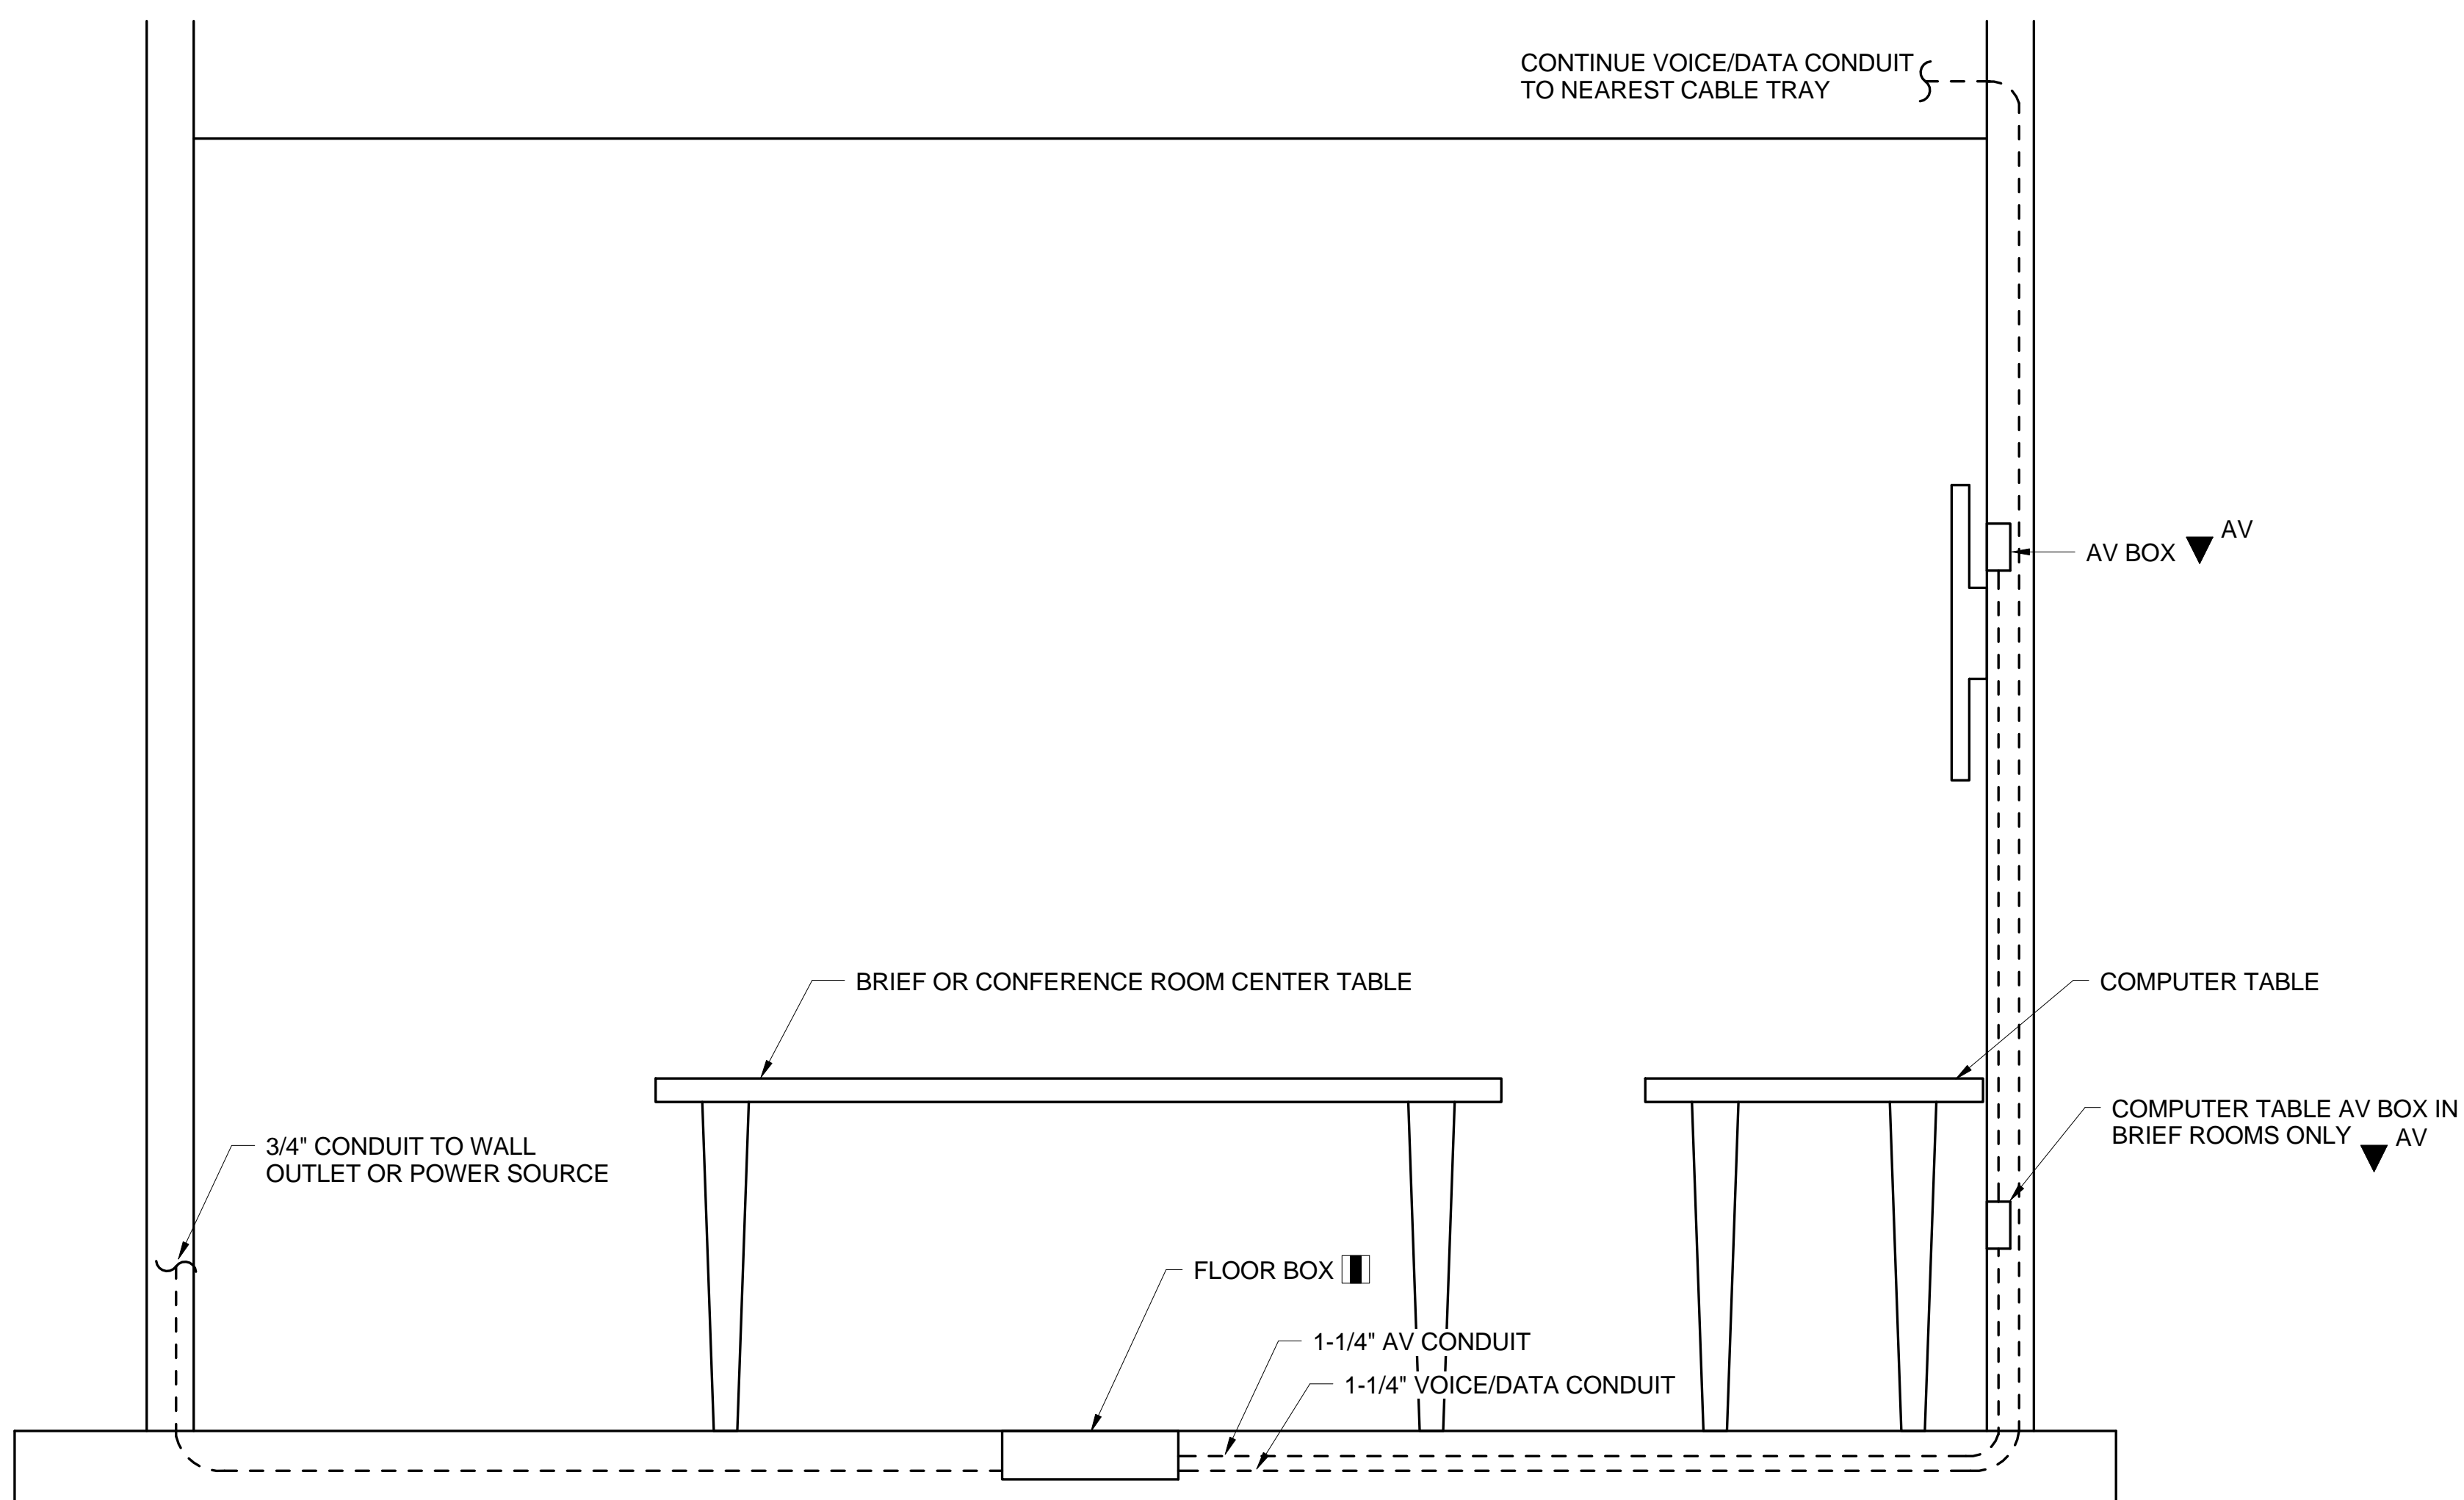 CONTINUE VOICE/DATA CONDUIT
TO NEAREST CABLE TRAY
AV
AV BOX
BRIEF OR CONFERENCE ROOM CENTER TABLE
COMPUTER TABLE
COMPUTER TABLE AV BOX IN
BRIEF ROOMS ONLY
AV
3/4" CONDUIT TO WALL
OUTLET OR POWER SOURCE
FLOOR BOX
1-1/4" AV CONDUIT
1-1/4" VOICE/DATA CONDUIT